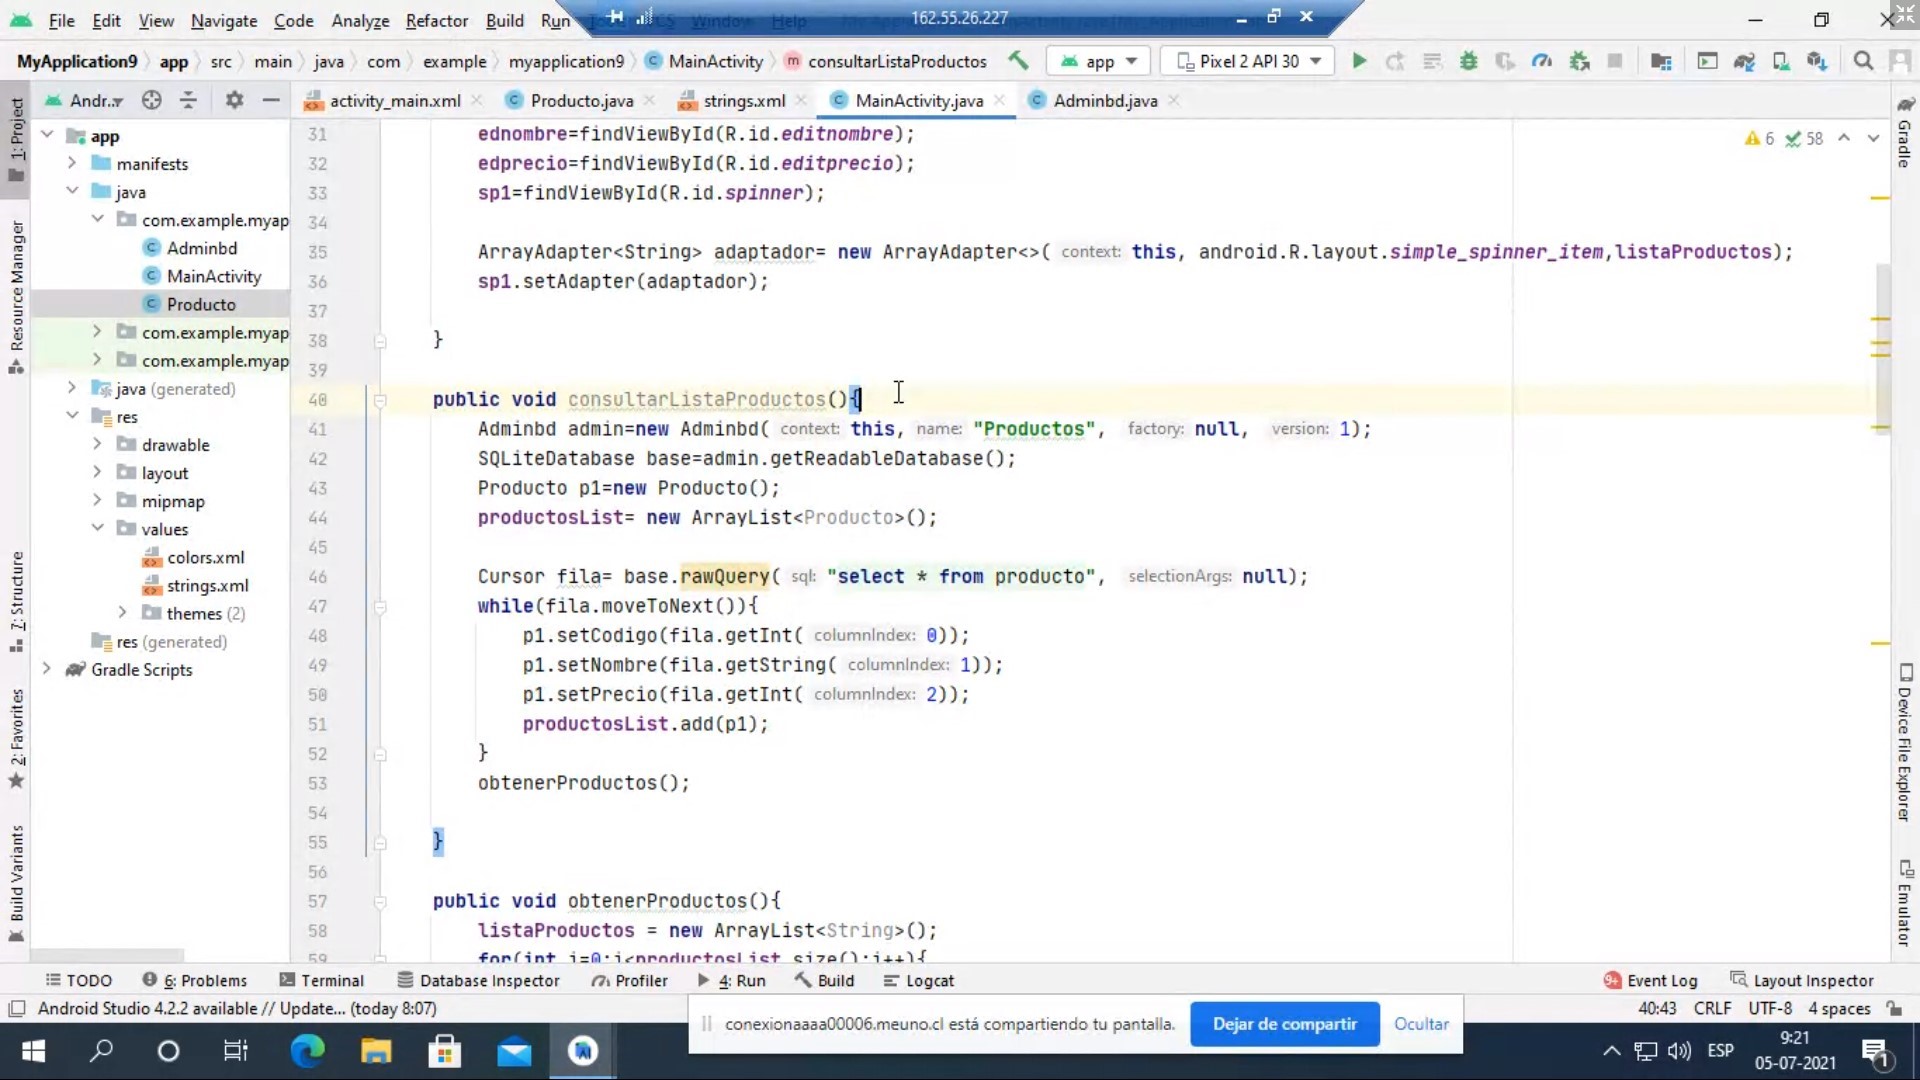 File Edit View Navigate Code Analyze Refactor Build Run Window Help
162.55.26.227
MyApplication9 app src main java com example myapplication9 MainActivity consultarListaProductos app Pixel 2 API 30
1: Project
Resource Manager
7: Structure
2: Favorites
Build Variants
Andr..
app
manifests
java
com.example.myap
Adminbd
MainActivity
Producto
com.example.myap
com.example.myap
java (generated)
res
drawable
layout
mipmap
values
colors.xml
strings.xml
themes (2)
res (generated)
Gradle Scripts
activity_main.xml Producto.java strings.xml MainActivity.java Adminbd.java
6 58
31 ednombre=findViewById(R.id.editnombre);
32 edprecio=findViewById(R.id.editprecio);
33 sp1=findViewById(R.id.spinner);
34
35 ArrayAdapter<String> adaptador= new ArrayAdapter<>( context: this, android.R.layout.simple_spinner_item,listaProductos);
36 sp1.setAdapter(adaptador);
37
38 }
39
40 public void consultarListaProductos(){
41 Adminbd admin=new Adminbd( context: this, name: "Productos", factory: null, version: 1);
42 SQLiteDatabase base=admin.getReadableDatabase();
43 Producto p1=new Producto();
44 productosList= new ArrayList<Producto>();
45
46 Cursor fila= base.rawQuery( sql: "select * from producto", selectionArgs: null);
47 while(fila.moveToNext()){
48 p1.setCodigo(fila.getInt( columnIndex: 0));
49 p1.setNombre(fila.getString( columnIndex: 1));
50 p1.setPrecio(fila.getInt( columnIndex: 2));
51 productosList.add(p1);
52 }
53 obtenerProductos();
54
55 }
56
57 public void obtenerProductos(){
58 listaProductos = new ArrayList<String>();
59 for(int i=0;i<productosList.size();i++){
Gradle
Device File Explorer
Emulator
TODO 6: Problems Terminal Database Inspector Profiler 4: Run Build Logcat 9+ Event Log Layout Inspector
Android Studio 4.2.2 available // Update... (today 8:07) 40:43 CRLF UTF-8 4 spaces
conexionaaaa00006.meuno.cl está compartiendo tu pantalla. Dejar de compartir Ocultar
ESP
9:21
05-07-2021
1